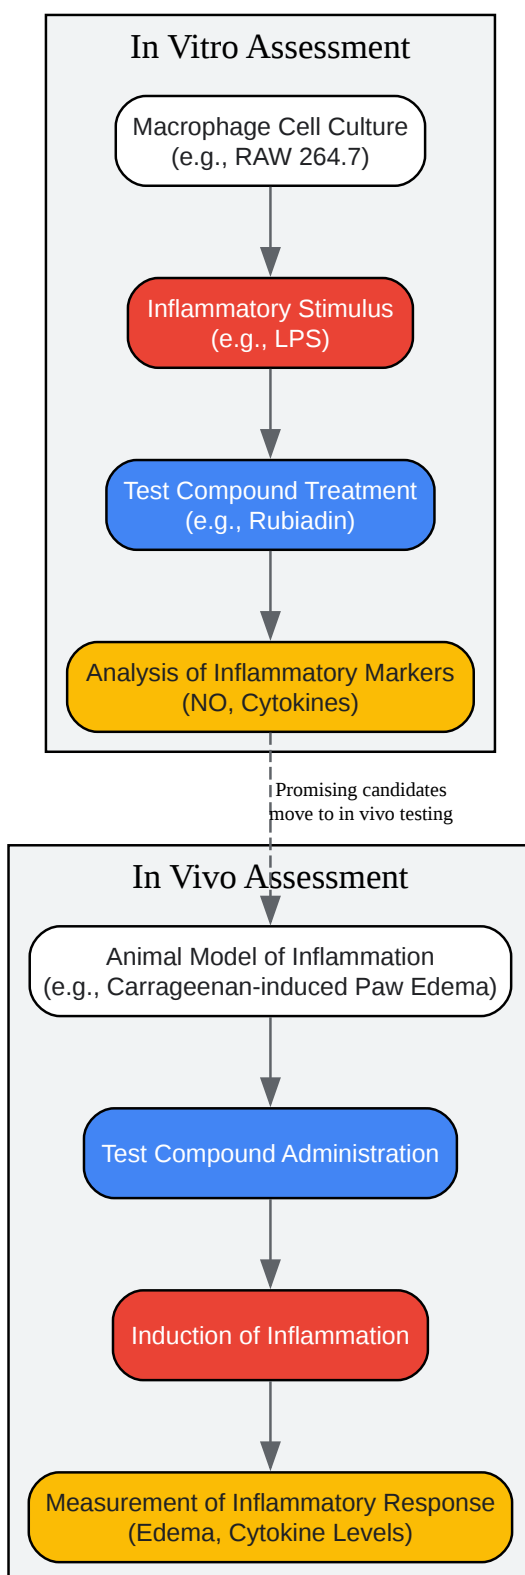 In Vitro Assessment
Macrophage Cell Culture
(e.g., RAW 264.7)
Inflammatory Stimulus
(e.g., LPS)
Test Compound Treatment
(e.g., Rubiadin)
Analysis of Inflammatory Markers
(NO, Cytokines)
Promising candidates
move to in vivo testing
In Vivo Assessment
Animal Model of Inflammation
(e.g., Carrageenan-induced Paw Edema)
Test Compound Administration
Induction of Inflammation
Measurement of Inflammatory Response
(Edema, Cytokine Levels)